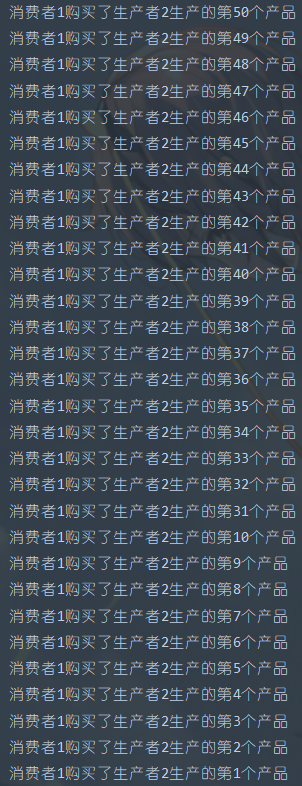 消费者1购买了生产者2生产的第50个产品
消费者1购买了生产者2生产的第49个产品
消费者1购买了生产者2生产的第48个产品
消费者1购买了生产者2生产的第47个产品
消费者1购买了生产者2生产的第46个产品
消费者1购买了生产者2生产的第45个产品
消费者1购买了生产者2生产的第44个产品
消费者1购买了生产者2生产的第43个产品
消费者1购买了生产者2生产的第42个产品
消费者1购买了生产者2生产的第41个产品
消费者1购买了生产者2生产的第40个产品
消费者1购买了生产者2生产的第39个产品
消费者1购买了生产者2生产的第38个产品
消费者1购买了生产者2生产的第37个产品
消费者1购买了生产者2生产的第36个产品
消费者1购买了生产者2生产的第35个产品
消费者1购买了生产者2生产的第34个产品
消费者1购买了生产者2生产的第33个产品
消费者1购买了生产者2生产的第32个产品
消费者1购买了生产者2生产的第31个产品
消费者1购买了生产者2生产的第10个产品
消费者1购买了生产者2生产的第9个产品
消费者1购买了生产者2生产的第8个产品
消费者1购买了生产者2生产的第7个产品
消费者1购买了生产者2生产的第6个产品
消费者1购买了生产者2生产的第5个产品
消费者1购买了生产者2生产的第4个产品
消费者1购买了生产者2生产的第3个产品
消费者1购买了生产者2生产的第2个产品
消费者1购买了生产者2生产的第1个产品